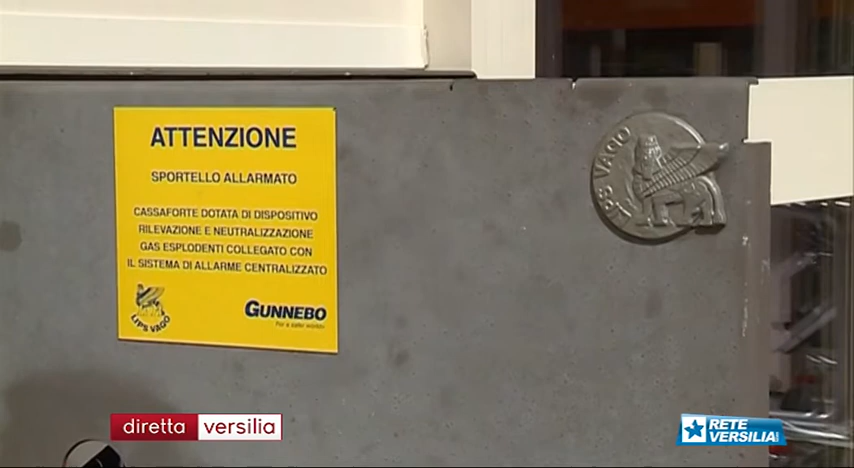 ATTENZIONE
SPORTELLO ALLARMATO
CASSAFORTE DOTATA DI DISPOSITIVO
RILEVAZIONE E NEUTRALIZZAZIONE
GAS ESPLODENTI COLLEGATO CON
IL SISTEMA DI ALLARME CENTRALIZZATO
LIPS VAGO
GUNNEBO
For a safer world
LIPS VAGO
diretta versilia
RETE
VERSILIA